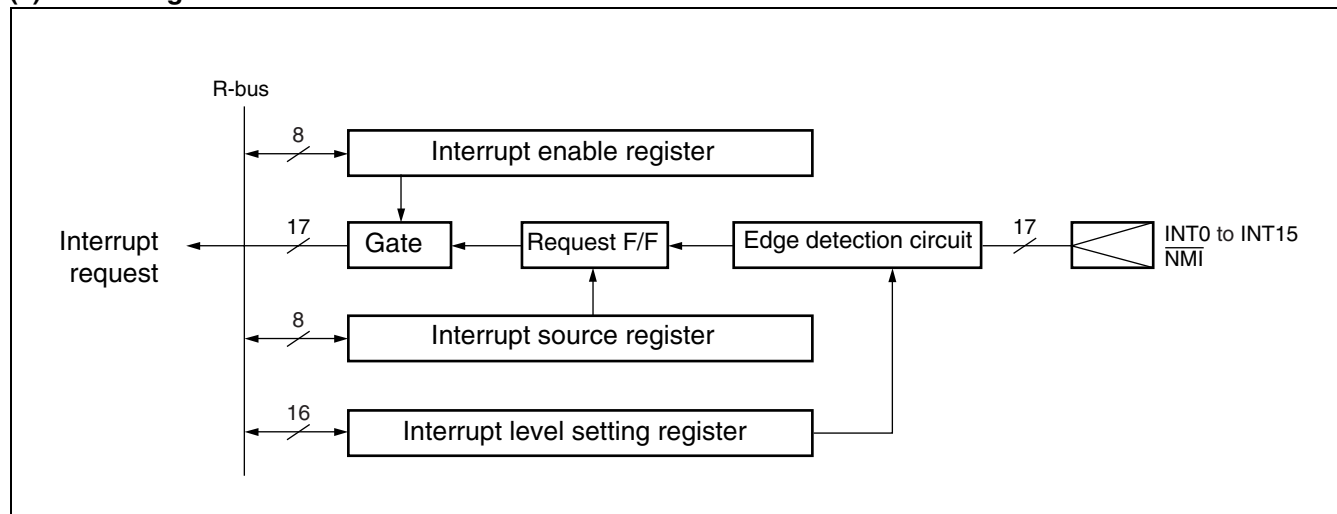 R-bus
8
Interrupt enable register
Interrupt
request
17
Gate
Request F/F
Edge detection circuit
17
INT0 to INT15
NMI
8
Interrupt source register
16
Interrupt level setting register